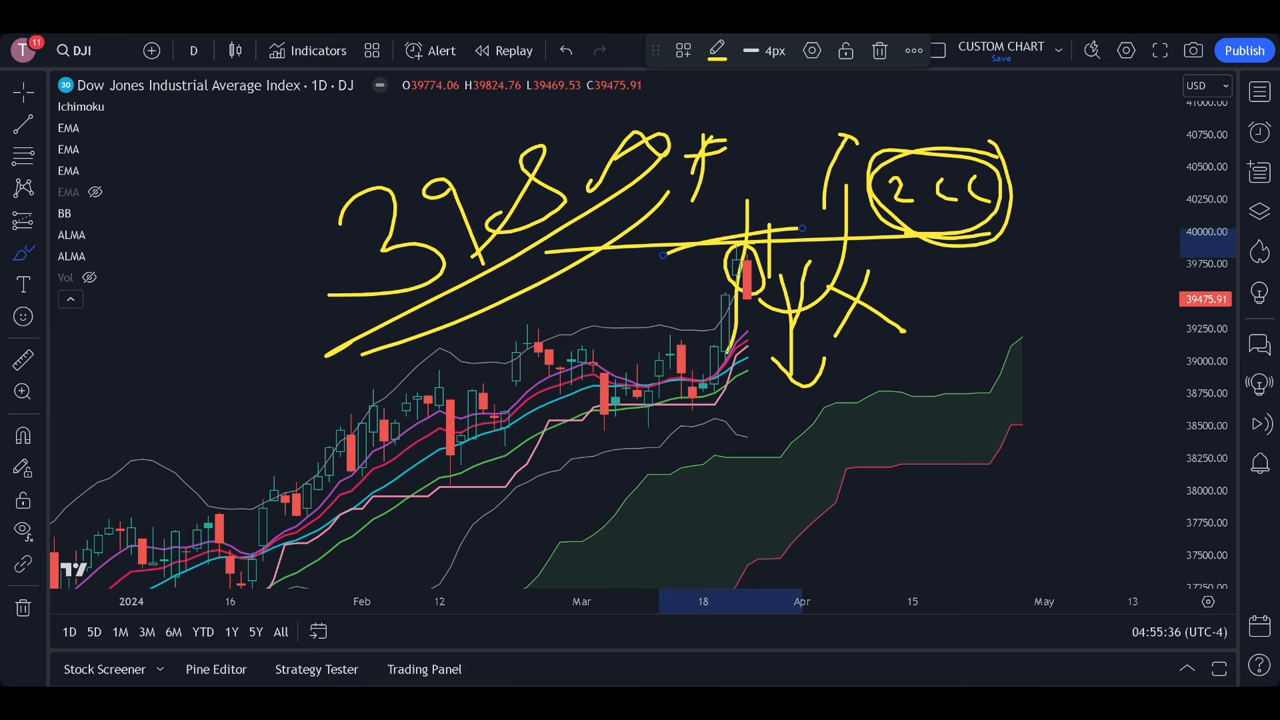 T 11 DJI D Indicators Alert Replay 4px CUSTOM CHART Save Publish
30 Dow Jones Industrial Average Index · 1D · DJ O39774.06 H39824.76 L39469.53 C39475.91 USD
Ichimoku
EMA
EMA
EMA
EMA
BB
ALMA
ALMA
Vol
41000.00
40750.00
40500.00
40250.00
40000.00
39750.00
39475.91
39250.00
39000.00
38750.00
38500.00
38250.00
38000.00
37750.00
37500.00
37250.00
2024 16 Feb 12 Mar 18 Apr 15 May 13
1D 5D 1M 3M 6M YTD 1Y 5Y All 04:55:36 (UTC-4)
Stock Screener Pine Editor Strategy Tester Trading Panel